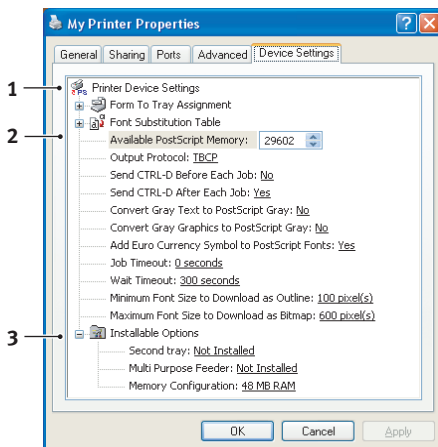 My Printer Properties
General Sharing Ports Advanced Device Settings
1 Printer Device Settings
Form To Tray Assignment
Font Substitution Table
2 Available PostScript Memory: 29602
Output Protocol: TBCP
Send CTRL-D Before Each Job: No
Send CTRL-D After Each Job: Yes
Convert Gray Text to PostScript Gray: No
Convert Gray Graphics to PostScript Gray: No
Add Euro Currency Symbol to PostScript Fonts: Yes
Job Timeout: 0 seconds
Wait Timeout: 300 seconds
Minimum Font Size to Download as Outline: 100 pixel(s)
Maximum Font Size to Download as Bitmap: 600 pixel(s)
3 Installable Options
Second tray: Not Installed
Multi Purpose Feeder: Not Installed
Memory Configuration: 48 MB RAM
OK Cancel Apply